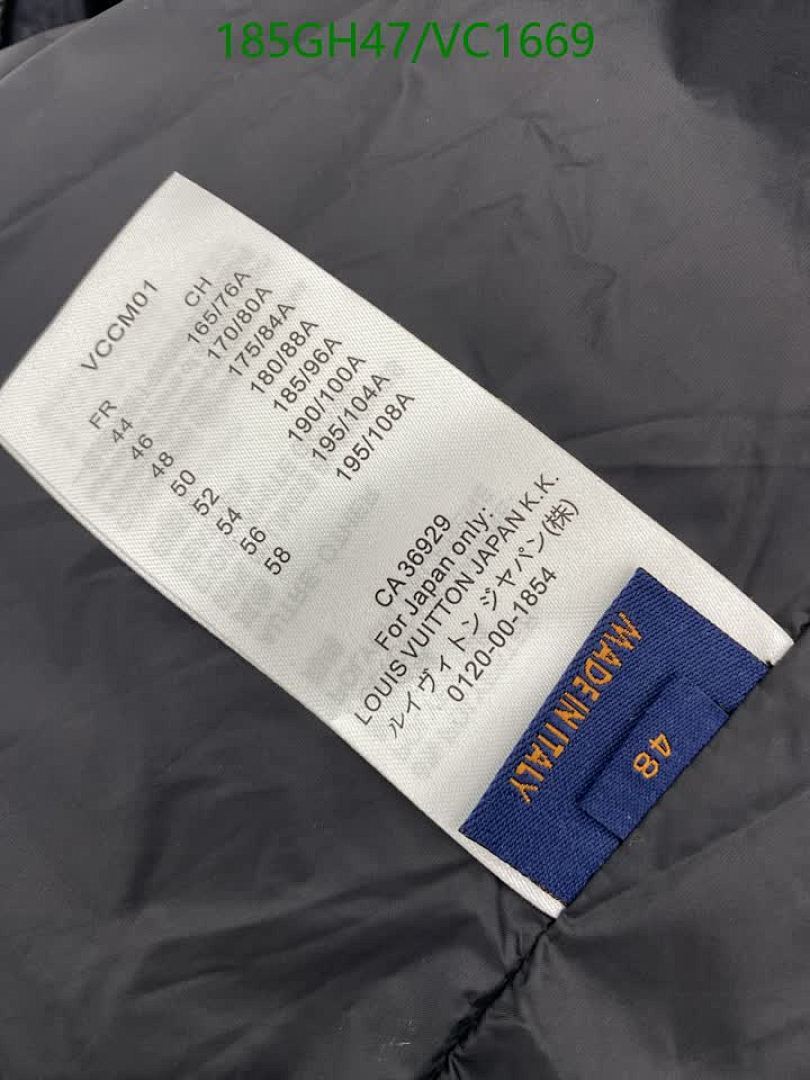 185GH47/VC1669
VCCM01
FR CH
44 165/76A
46 170/80A
48 175/84A
50 180/88A
52 185/96A
54 190/100A
56 195/104A
58 195/108A
CA 36929
For Japan only:
LOUIS VUITTON JAPAN K.K.
ルイヴィトン ジャパン(株)
0120-00-1854
MADE IN ITALY
48